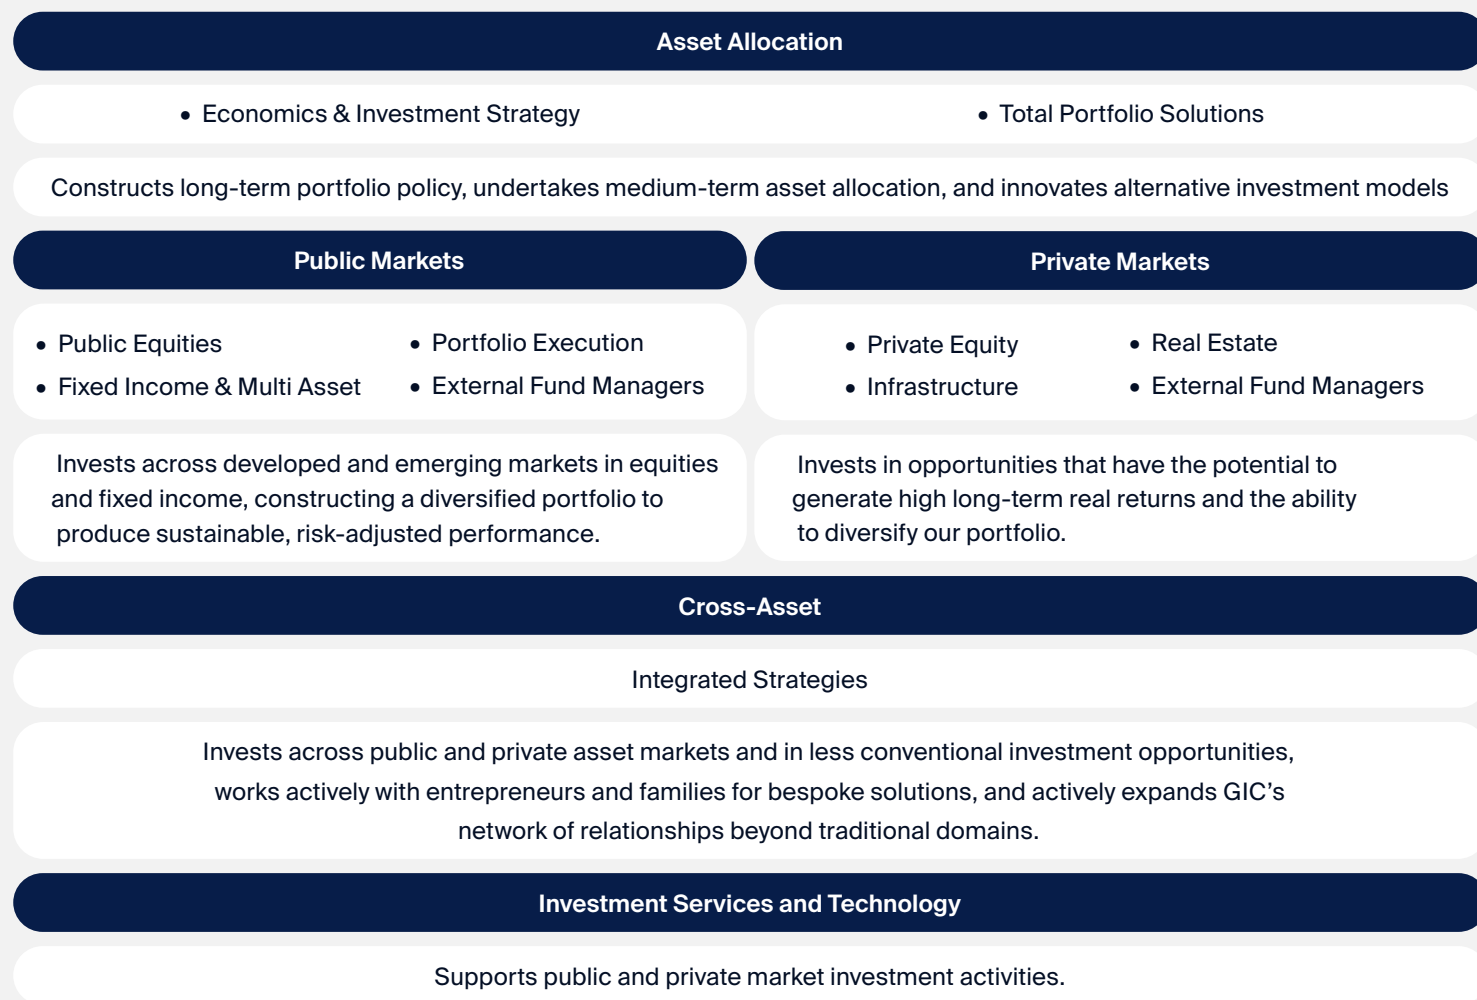 Asset Allocation
• Economics & Investment Strategy
• Total Portfolio Solutions
Constructs long-term portfolio policy, undertakes medium-term asset allocation, and innovates alternative investment models
Public Markets
• Public Equities
• Portfolio Execution
• Fixed Income & Multi Asset
• External Fund Managers
Invests across developed and emerging markets in equities
and fixed income, constructing a diversified portfolio to
produce sustainable, risk-adjusted performance.
Private Markets
• Private Equity
• Real Estate
• Infrastructure
• External Fund Managers
Invests in opportunities that have the potential to
generate high long-term real returns and the ability
to diversify our portfolio.
Cross-Asset
Integrated Strategies
Invests across public and private asset markets and in less conventional investment opportunities,
works actively with entrepreneurs and families for bespoke solutions, and actively expands GIC’s
network of relationships beyond traditional domains.
Investment Services and Technology
Supports public and private market investment activities.